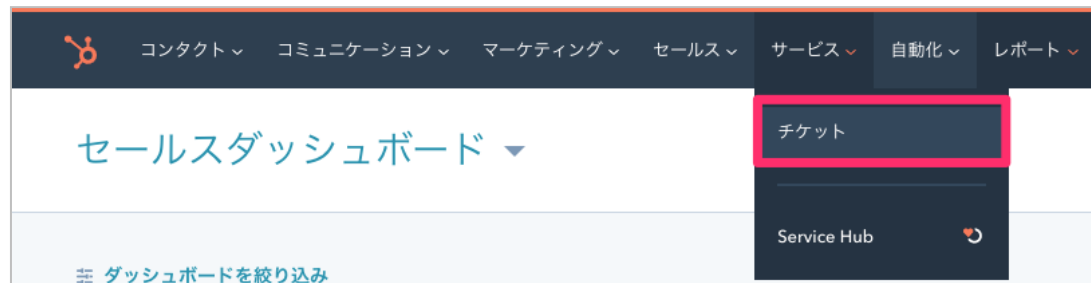 コンタクト コミュニケーション マーケティング セールス サービス 自動化 レポート
セールスダッシュボード
チケット
Service Hub
ダッシュボードを絞り込み